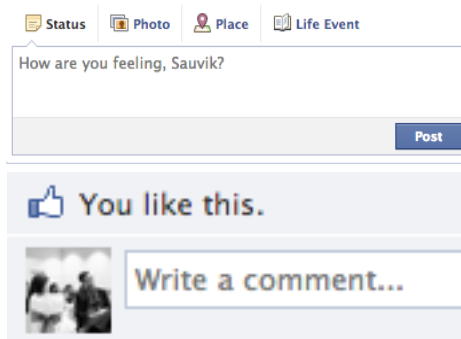 Status Photo Place Life Event
How are you feeling, Sauvik?
Post
You like this.
Write a comment...